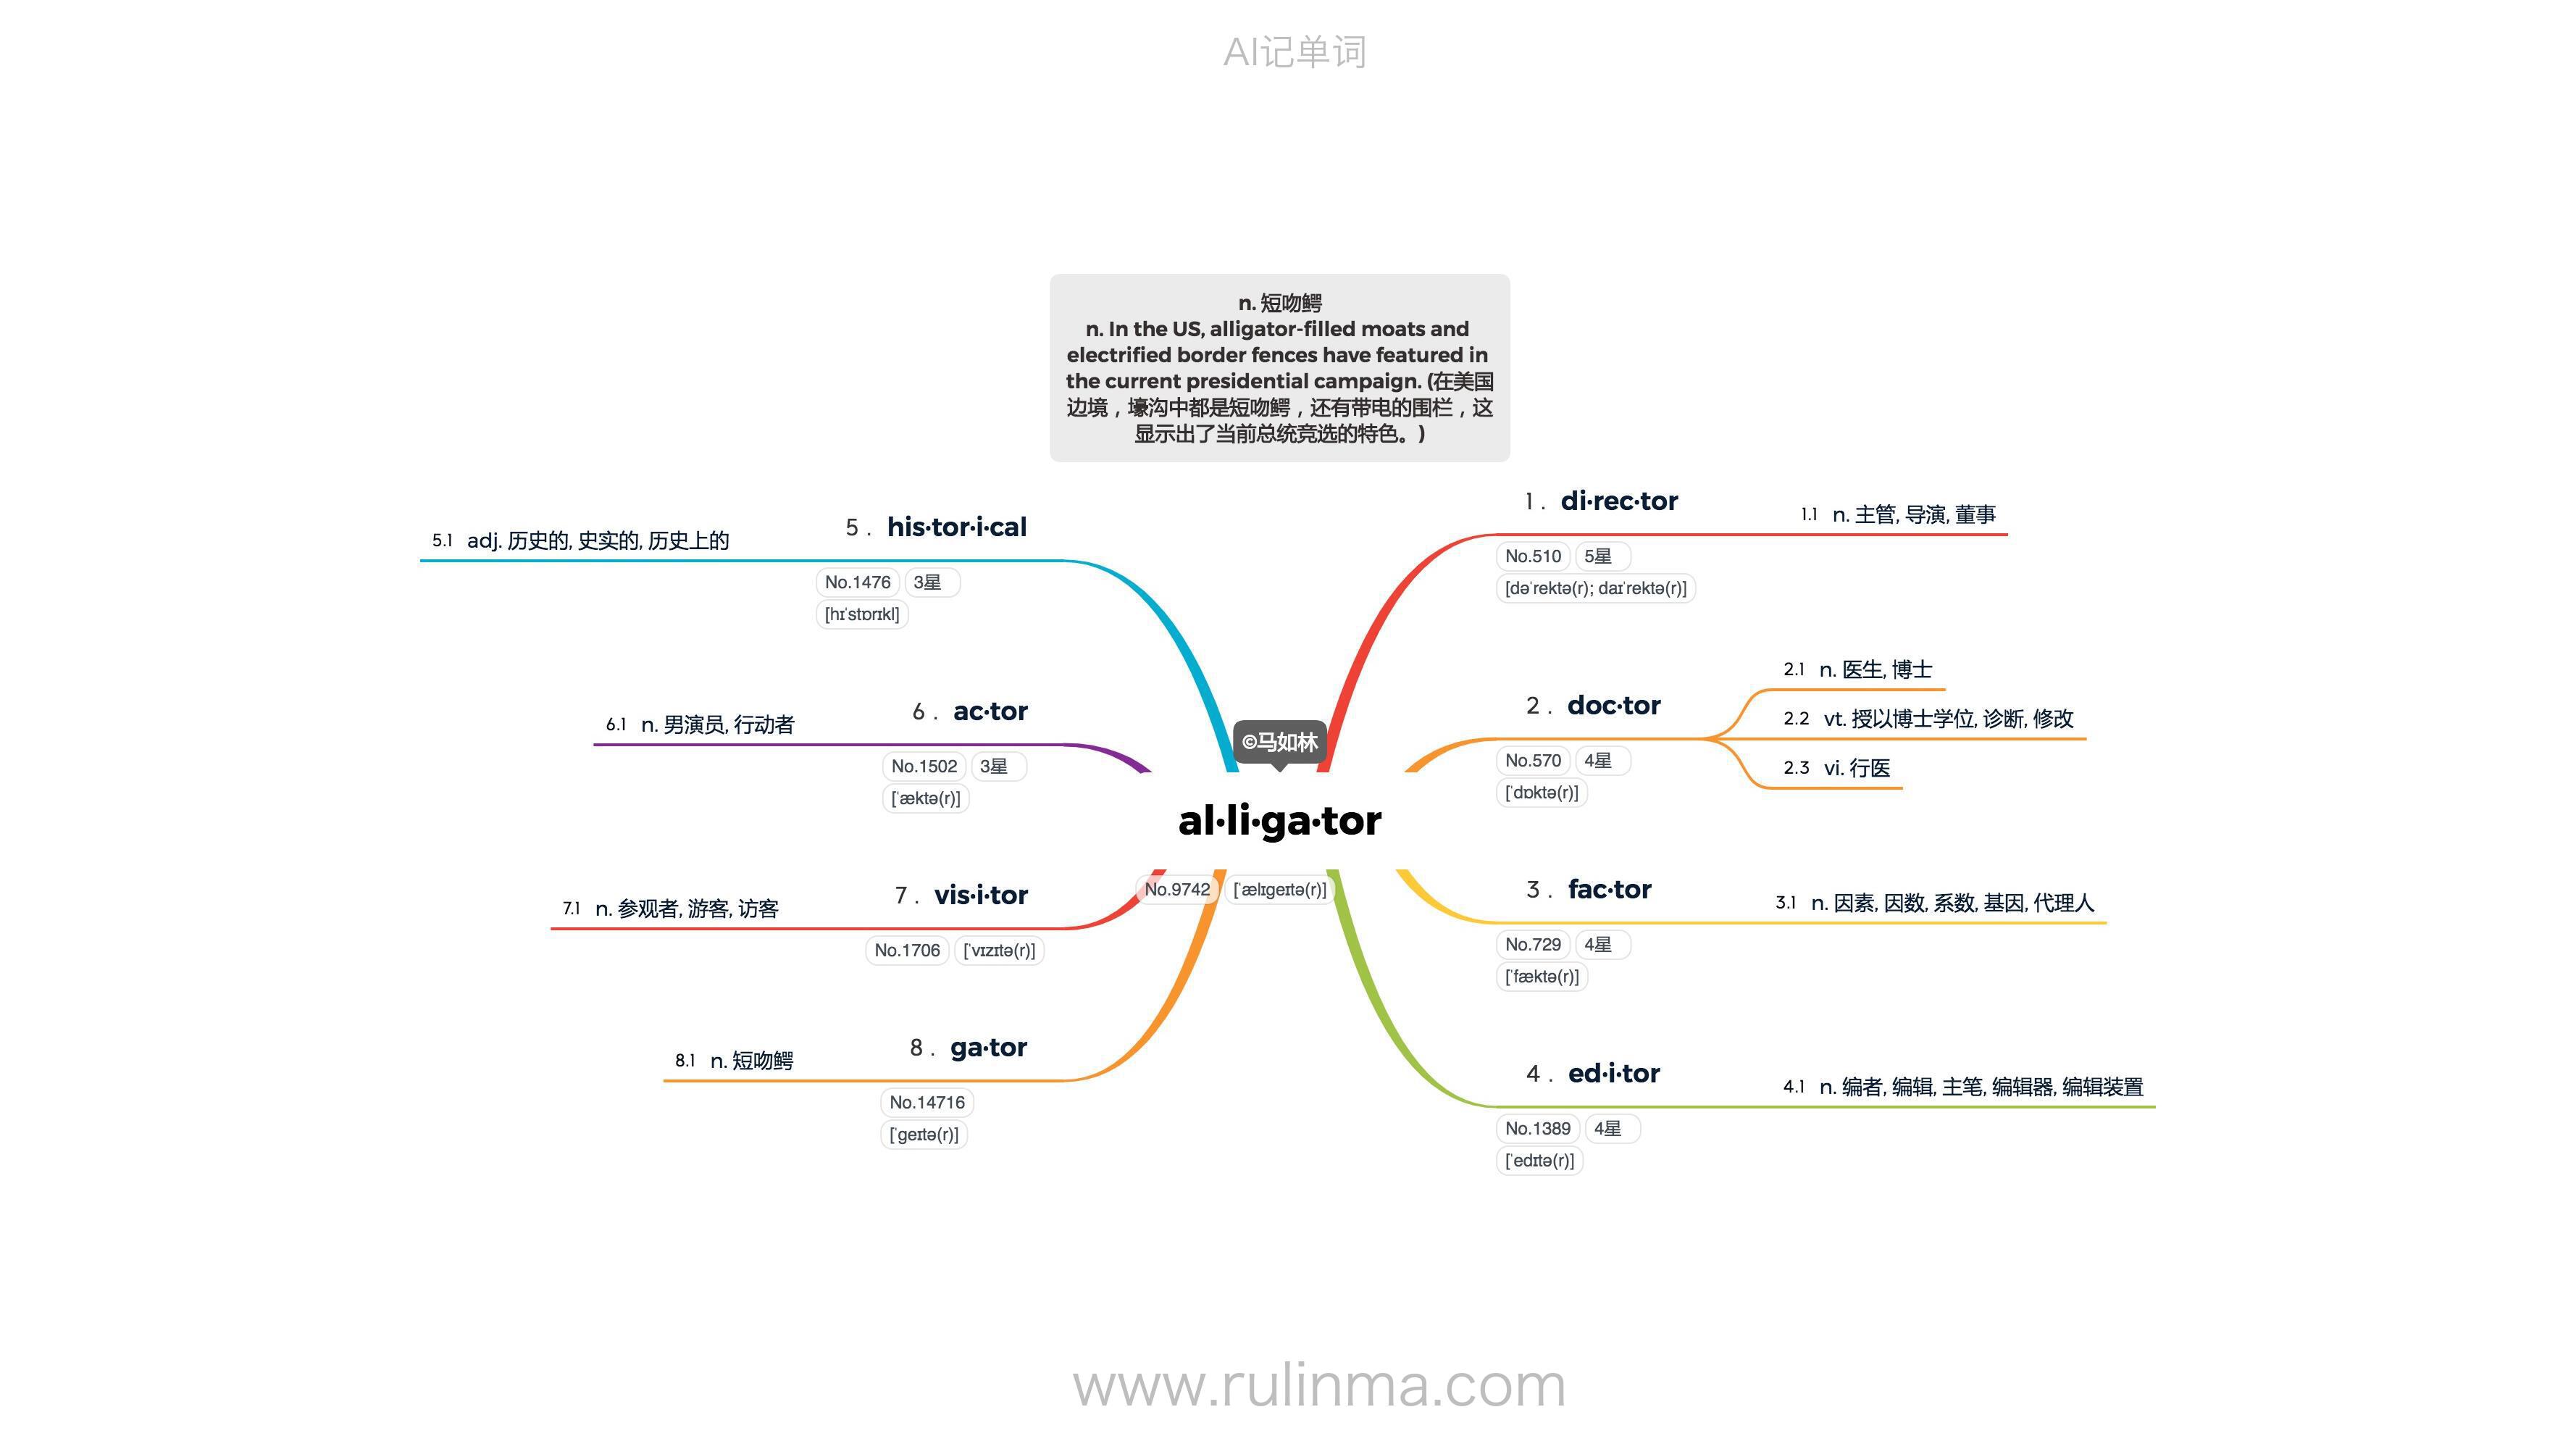 AI记单词
n. 短吻鳄
n. In the US, alligator-filled moats and
electrified border fences have featured in
the current presidential campaign. (在美国
边境，壕沟中都是短吻鳄，还有带电的围栏，这
显示出了当前总统竞选的特色。)
©马如林
al·li·ga·tor
No.9742 [ˈælɪɡeɪtə(r)]
1 . di·rec·tor
No.510 5星
[dəˈrektə(r); daɪˈrektə(r)]
1.1 n. 主管, 导演, 董事
2 . doc·tor
No.570 4星
[ˈdɒktə(r)]
2.1 n. 医生, 博士
2.2 vt. 授以博士学位, 诊断, 修改
2.3 vi. 行医
3 . fac·tor
No.729 4星
[ˈfæktə(r)]
3.1 n. 因素, 因数, 系数, 基因, 代理人
4 . ed·i·tor
No.1389 4星
[ˈedɪtə(r)]
4.1 n. 编者, 编辑, 主笔, 编辑器, 编辑装置
5 . his·tor·i·cal
No.1476 3星
[hɪˈstɒrɪkl]
5.1 adj. 历史的, 史实的, 历史上的
6 . ac·tor
No.1502 3星
[ˈæktə(r)]
6.1 n. 男演员, 行动者
7 . vis·i·tor
No.1706 [ˈvɪzɪtə(r)]
7.1 n. 参观者, 游客, 访客
8 . ga·tor
No.14716
[ˈɡeɪtə(r)]
8.1 n. 短吻鳄
www.rulinma.com